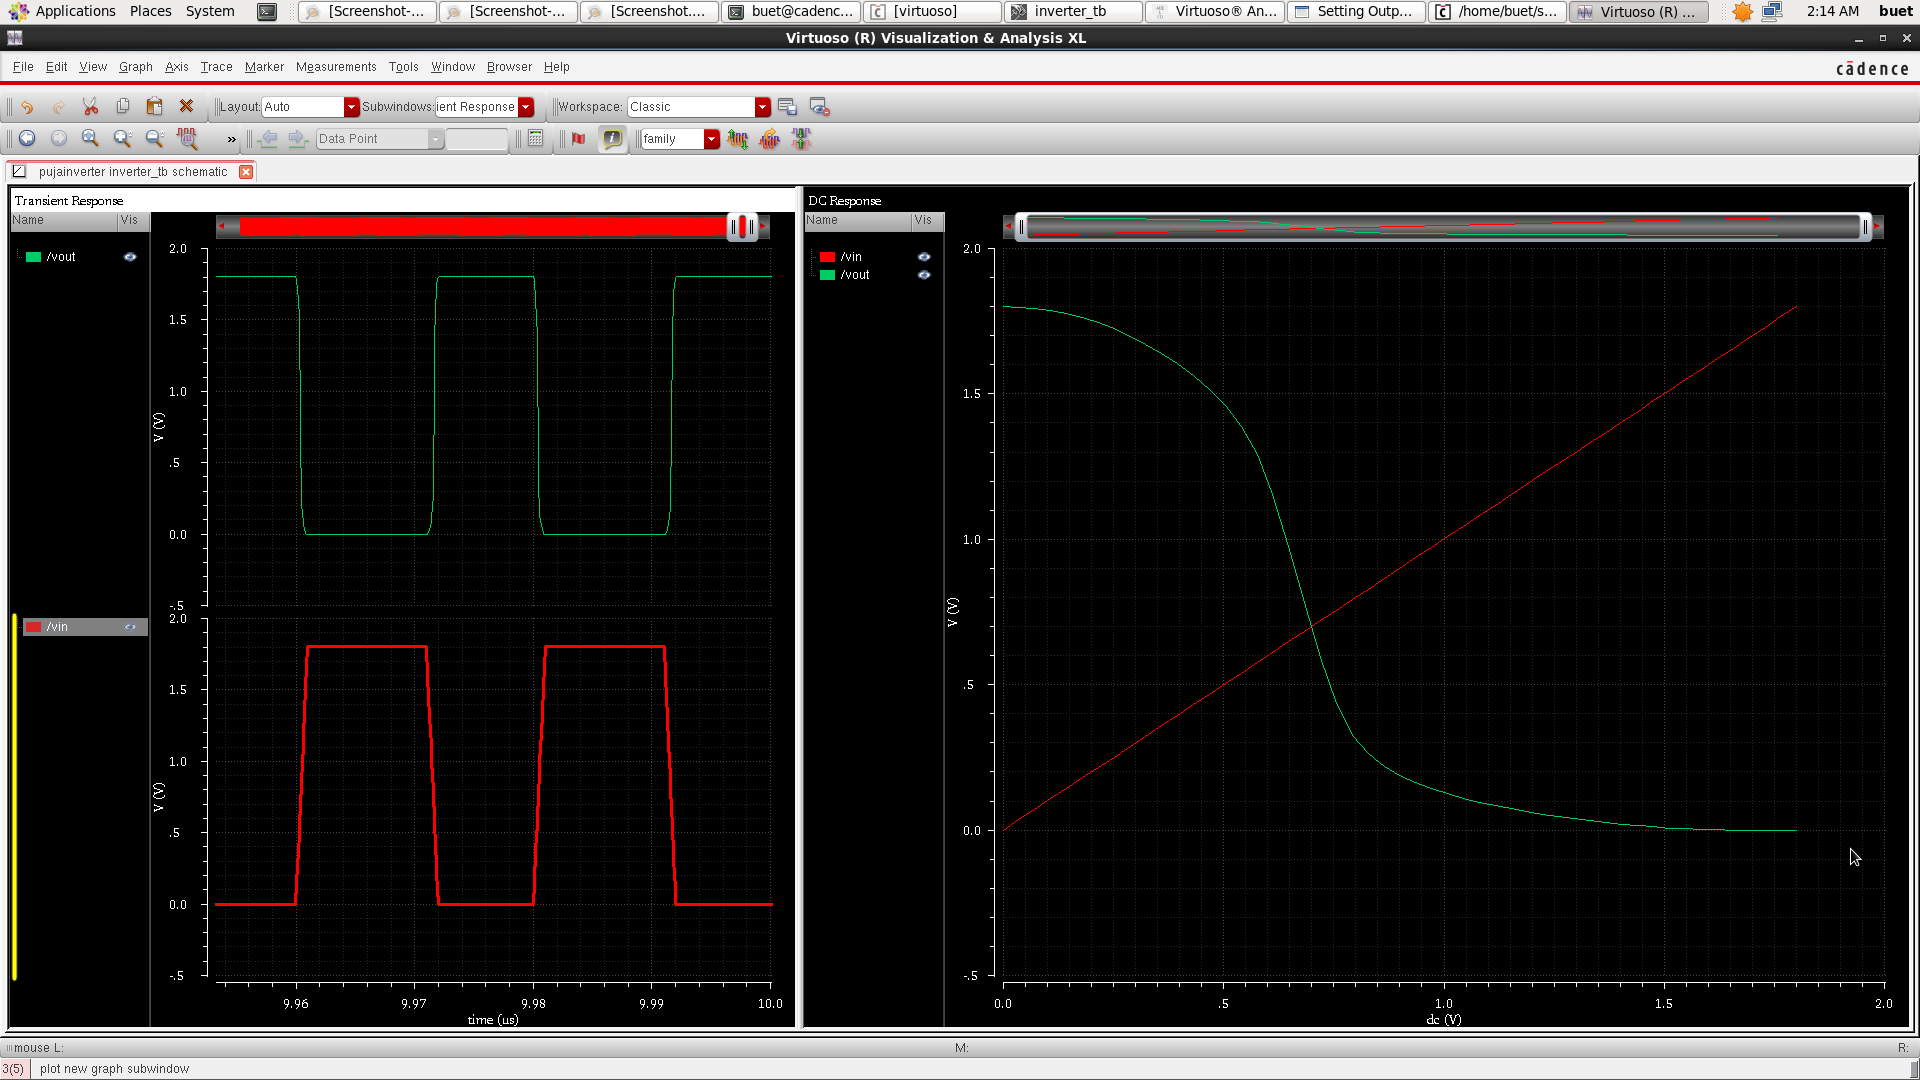 Applications Places System [Screenshot-... [Screenshot-... [Screenshot.... buet@cadenc... [virtuoso] inverter_tb Virtuoso® An... Setting Outp... /home/buet/s... Virtuoso (R) ... 2:14 AM buet
Virtuoso (R) Visualization & Analysis XL
File Edit View Graph Axis Trace Marker Measurements Tools Window Browser Help
cādence
Layout: Auto Subwindows: ient Response Workspace: Classic
» Data Point family
pujainverter inverter_tb schematic
Transient Response
Name Vis
/vout
2.0
1.5
1.0
.5
0.0
-.5
V (V)
/vin
2.0
1.5
1.0
.5
0.0
-.5
V (V)
9.96 9.97 9.98 9.99 10.0
time (us)
DC Response
Name Vis
/vin
/vout
2.0
1.5
1.0
.5
0.0
-.5
V (V)
0.0 .5 1.0 1.5 2.0
dc (V)
mouse L: M: R:
3(5) plot new graph subwindow